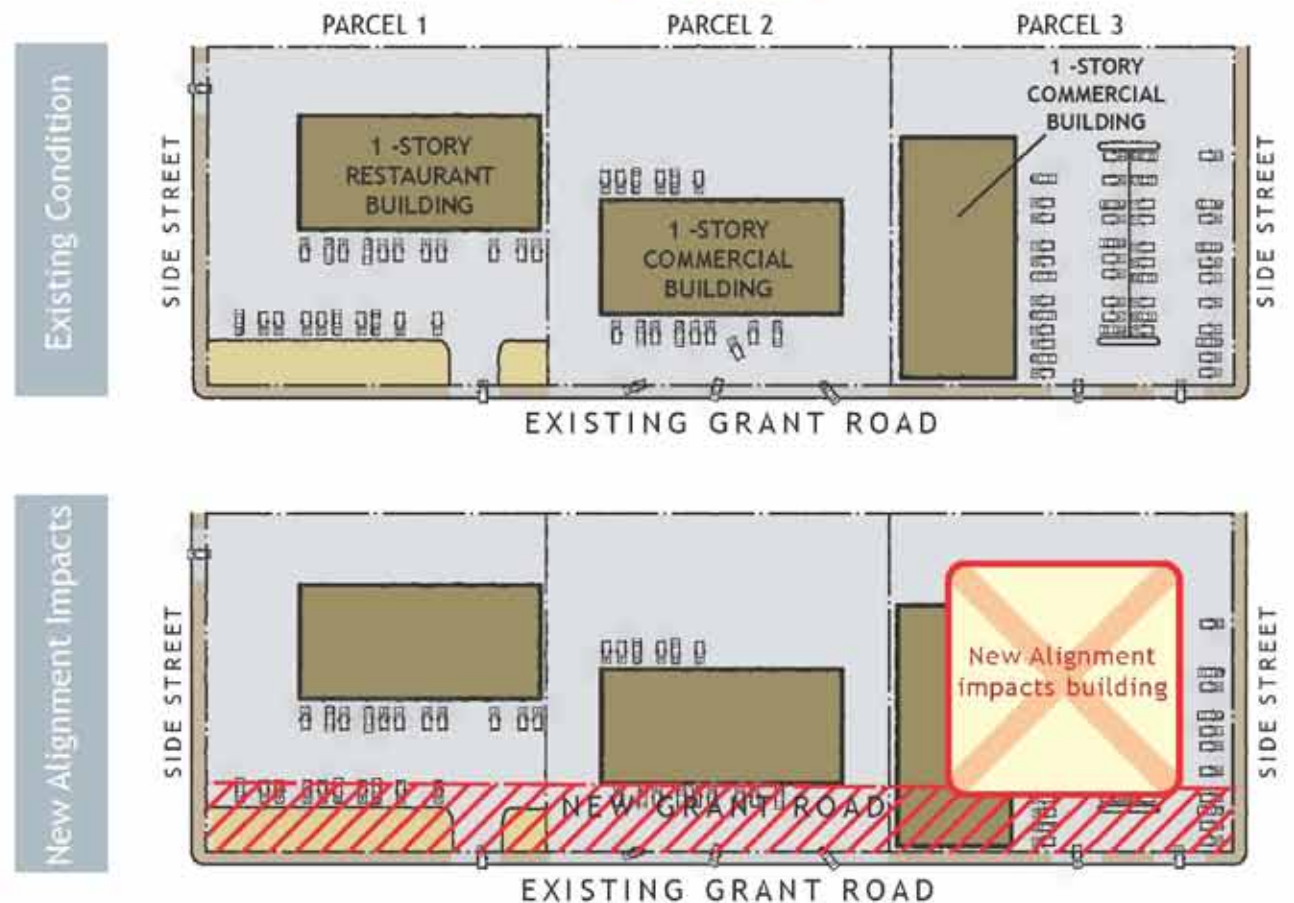 PARCEL 1
PARCEL 2
PARCEL 3
Existing Condition
SIDE STREET
1 -STORY
RESTAURANT
BUILDING
1 -STORY
COMMERCIAL
BUILDING
1 -STORY
COMMERCIAL
BUILDING
SIDE STREET
EXISTING GRANT ROAD
New Alignment Impacts
SIDE STREET
New Alignment
impacts building
SIDE STREET
NEW GRANT ROAD
EXISTING GRANT ROAD